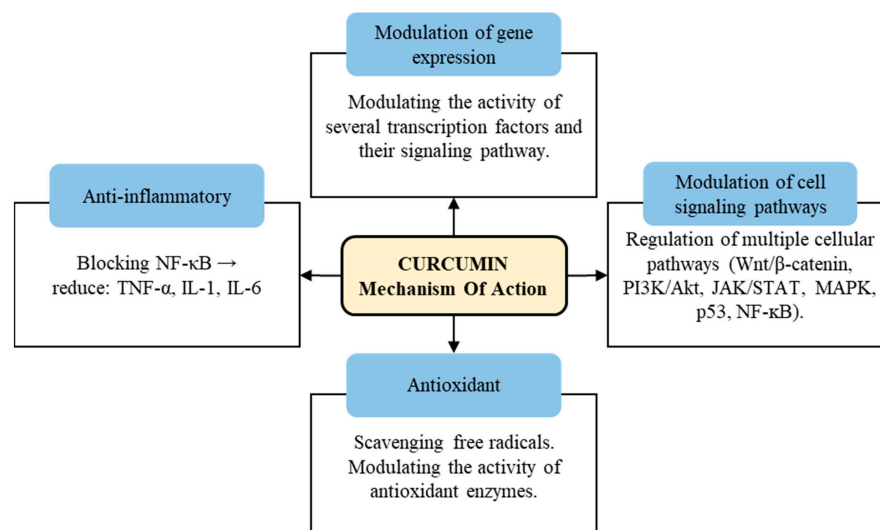 Modulation of gene
expression
Modulating the activity of
several transcription factors and
their signaling pathway.
Anti-inflammatory
Blocking NF-κB →
reduce: TNF-α, IL-1, IL-6
CURCUMIN
Mechanism Of Action
Modulation of cell
signaling pathways
Regulation of multiple cellular
pathways (Wnt/β-catenin,
PI3K/Akt, JAK/STAT, MAPK,
p53, NF-κB).
Antioxidant
Scavenging free radicals.
Modulating the activity of
antioxidant enzymes.